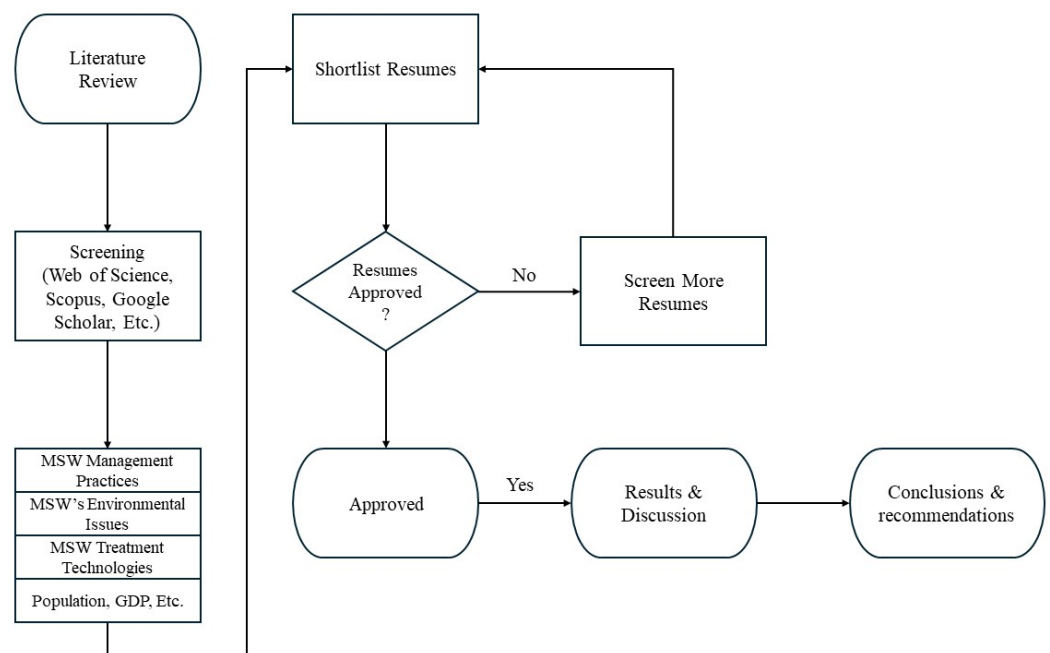 Literature
Review
Screening
(Web of Science,
Scopus, Google
Scholar, Etc.)
MSW Management
Practices
MSW's Environmental
Issues
MSW Treatment
Technologies
Population, GDP, Etc.
Shortlist Resumes
Resumes
Approved
?
No
Screen More
Resumes
Approved
Yes
Results &
Discussion
Conclusions &
recommendations